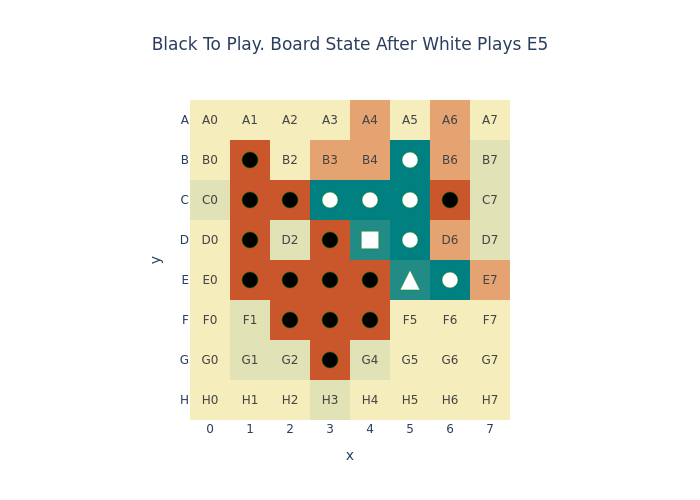 Black To Play. Board State After White Plays E5
A A0 A1 A2 A3 A4 A5 A6 A7
B B0 B2 B3 B4 B6 B7
C C0 C7
D D0 D2 D6 D7
y
E E0 E7
F F0 F1 F5 F6 F7
G G0 G1 G2 G4 G5 G6 G7
H H0 H1 H2 H3 H4 H5 H6 H7
0 1 2 3 4 5 6 7
x